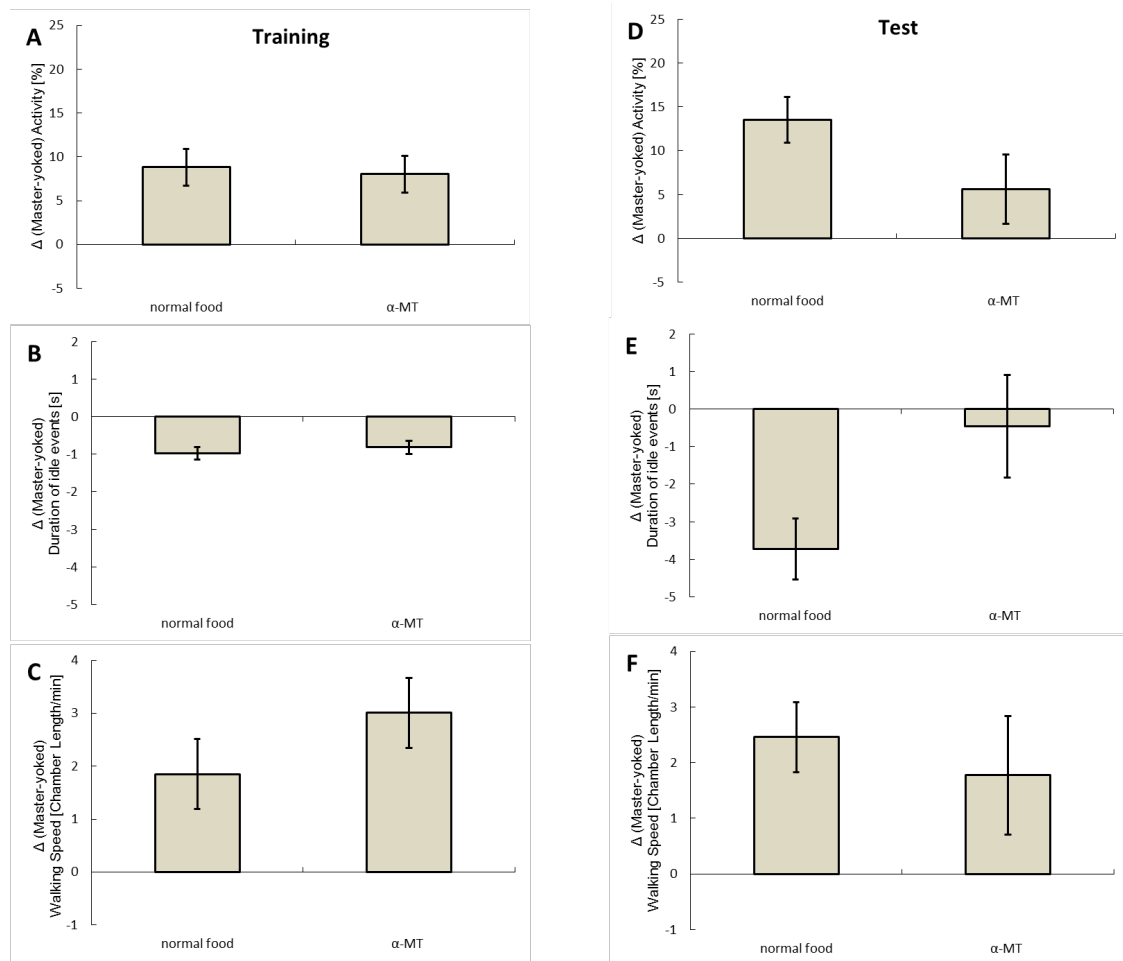 A
Training
Δ (Master-yoked) Activity [%]
25
20
15
10
5
0
-5
normal food
α-MT
B
Δ (Master-yoked)
Duration of idle events [s]
2
1
0
-1
-2
-3
-4
-5
normal food
α-MT
C
Δ (Master-yoked)
Walking Speed [Chamber Length/min]
4
3
2
1
0
-1
normal food
α-MT
D
Test
Δ (Master-yoked) Activity [%]
25
20
15
10
5
0
-5
normal food
α-MT
E
Δ (Master-yoked)
Duration of idle events [s]
2
1
0
-1
-2
-3
-4
-5
normal food
α-MT
F
Δ (Master-yoked)
Walking Speed [Chamber Length/min]
4
3
2
1
0
-1
normal food
α-MT